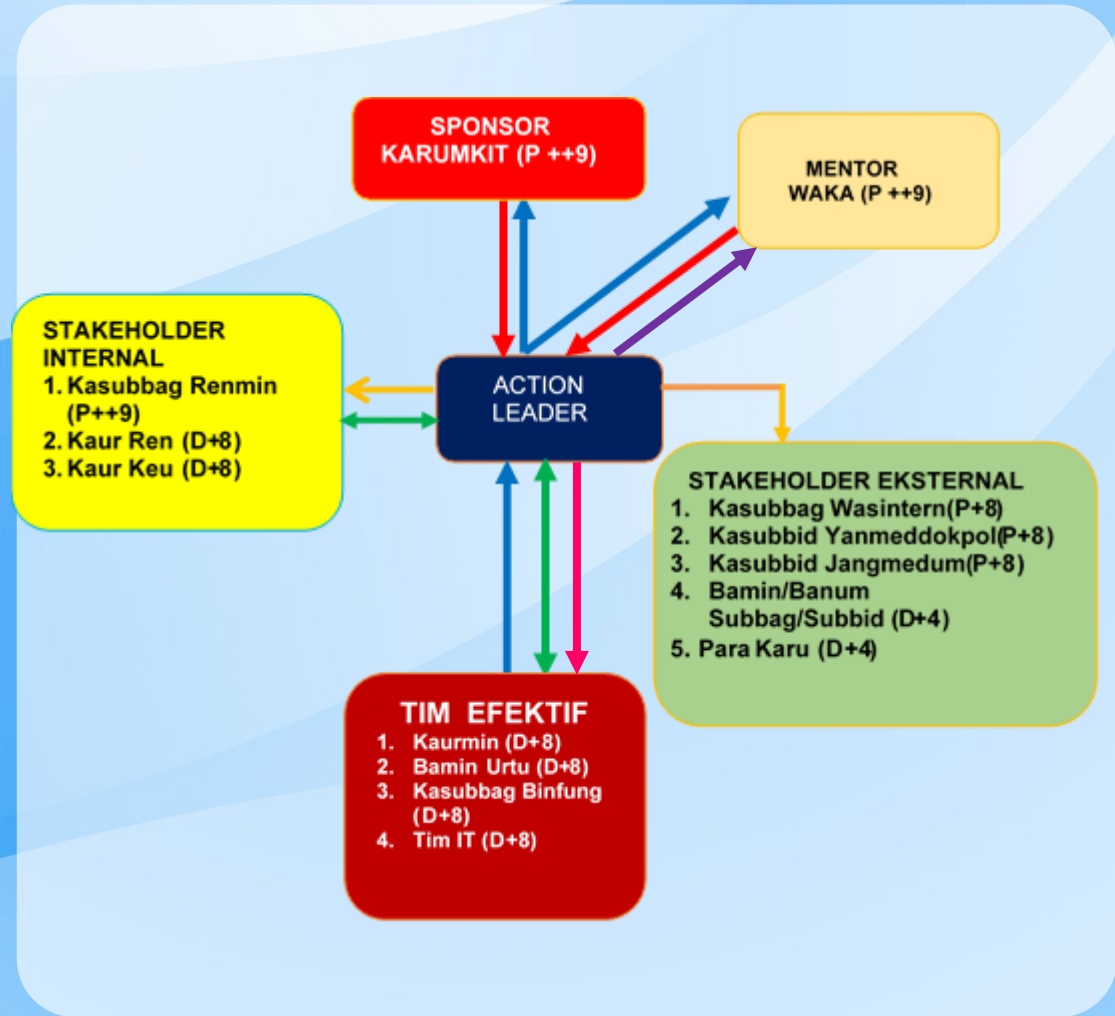 SPONSOR
KARUMKIT (P ++9)
MENTOR
WAKA (P ++9)
STAKEHOLDER
INTERNAL
1. Kasubbag Renmin
(P++9)
2. Kaur Ren (D+8)
3. Kaur Keu (D+8)
ACTION
LEADER
STAKEHOLDER EKSTERNAL
1. Kasubbag Wasintern(P+8)
2. Kasubbid Yanmeddokpol(P+8)
3. Kasubbid Jangmedum(P+8)
4. Bamin/Banum
Subbag/Subbid (D+4)
5. Para Karu (D+4)
TIM EFEKTIF
1. Kaurmin (D+8)
2. Bamin Urtu (D+8)
3. Kasubbag Binfung
(D+8)
4. Tim IT (D+8)